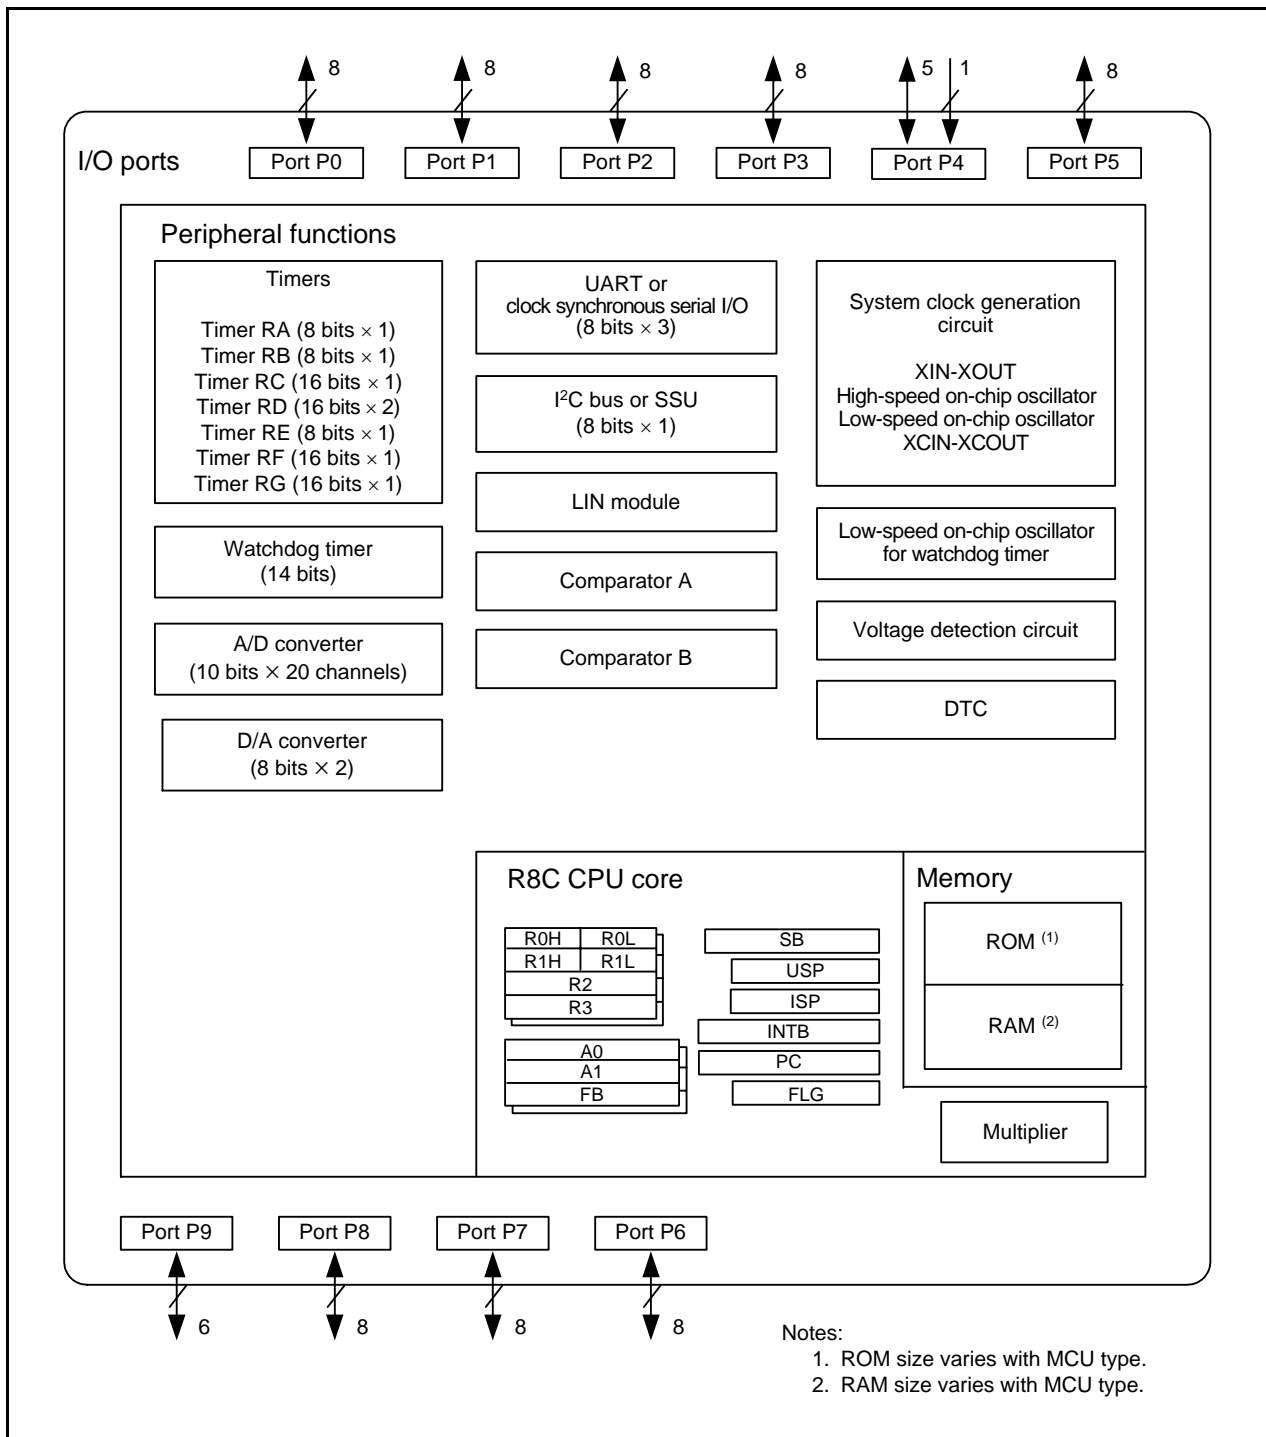 8 8 8 8 5 1 8
I/O ports
Port P0 Port P1 Port P2 Port P3 Port P4 Port P5
Peripheral functions
Timers
Timer RA (8 bits × 1)
Timer RB (8 bits × 1)
Timer RC (16 bits × 1)
Timer RD (16 bits × 2)
Timer RE (8 bits × 1)
Timer RF (16 bits × 1)
Timer RG (16 bits × 1)
Watchdog timer
(14 bits)
A/D converter
(10 bits × 20 channels)
D/A converter
(8 bits × 2)
UART or
clock synchronous serial I/O
(8 bits × 3)
I²C bus or SSU
(8 bits × 1)
LIN module
Comparator A
Comparator B
System clock generation
circuit
XIN-XOUT
High-speed on-chip oscillator
Low-speed on-chip oscillator
XCIN-XCOUT
Low-speed on-chip oscillator
for watchdog timer
Voltage detection circuit
DTC
R8C CPU core
R0H R0L
R1H R1L
R2
R3
A0
A1
FB
SB
USP
ISP
INTB
PC
FLG
Memory
ROM (1)
RAM (2)
Multiplier
Port P9 Port P8 Port P7 Port P6
6 8 8 8
Notes:
1. ROM size varies with MCU type.
2. RAM size varies with MCU type.